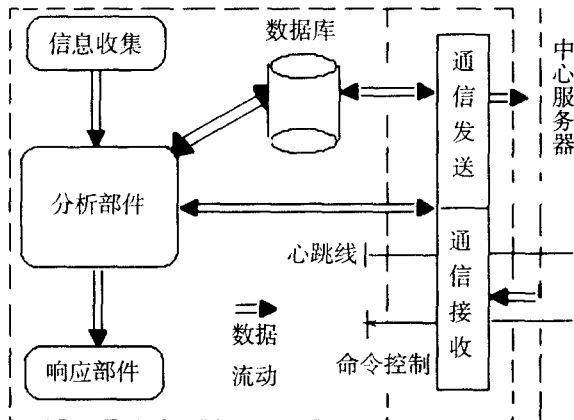 信息收集
数据库
通信发送
中心服务器
分析部件
心跳线
通信接收
数据
流动
命令控制
响应部件